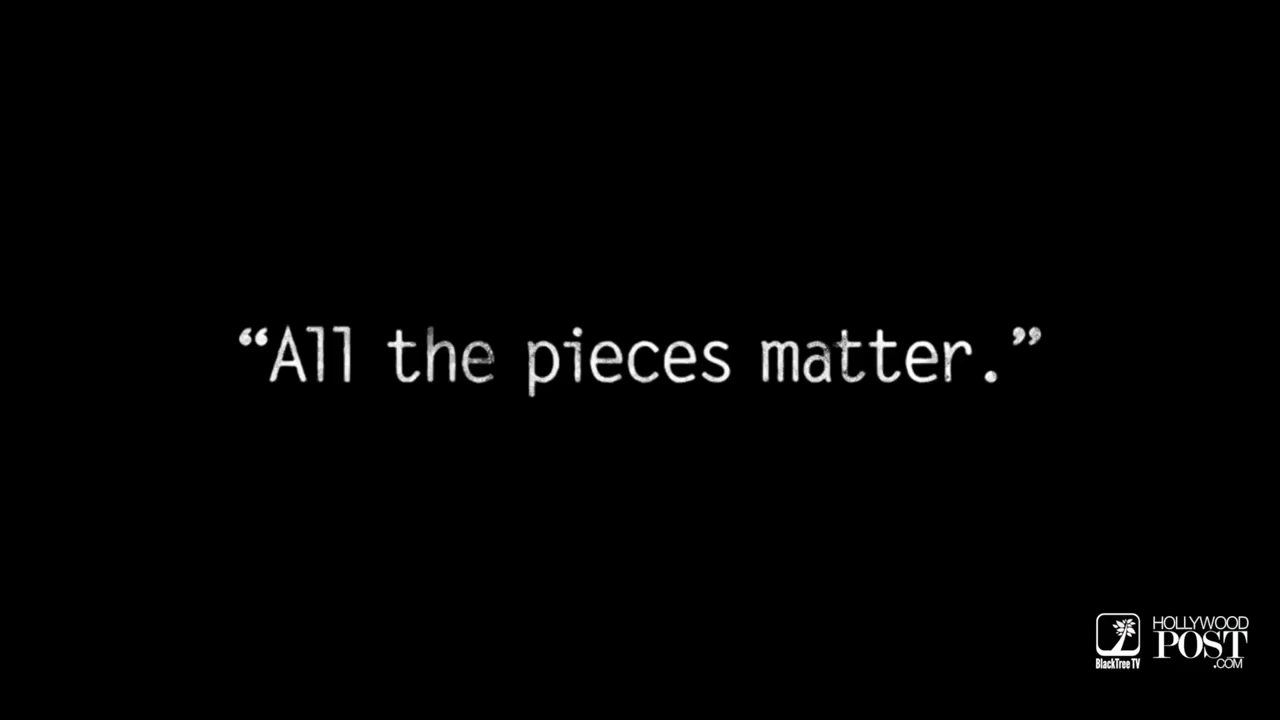 “All the pieces matter.”
BlackTree TV
HOLLYWOOD
POST
.COM